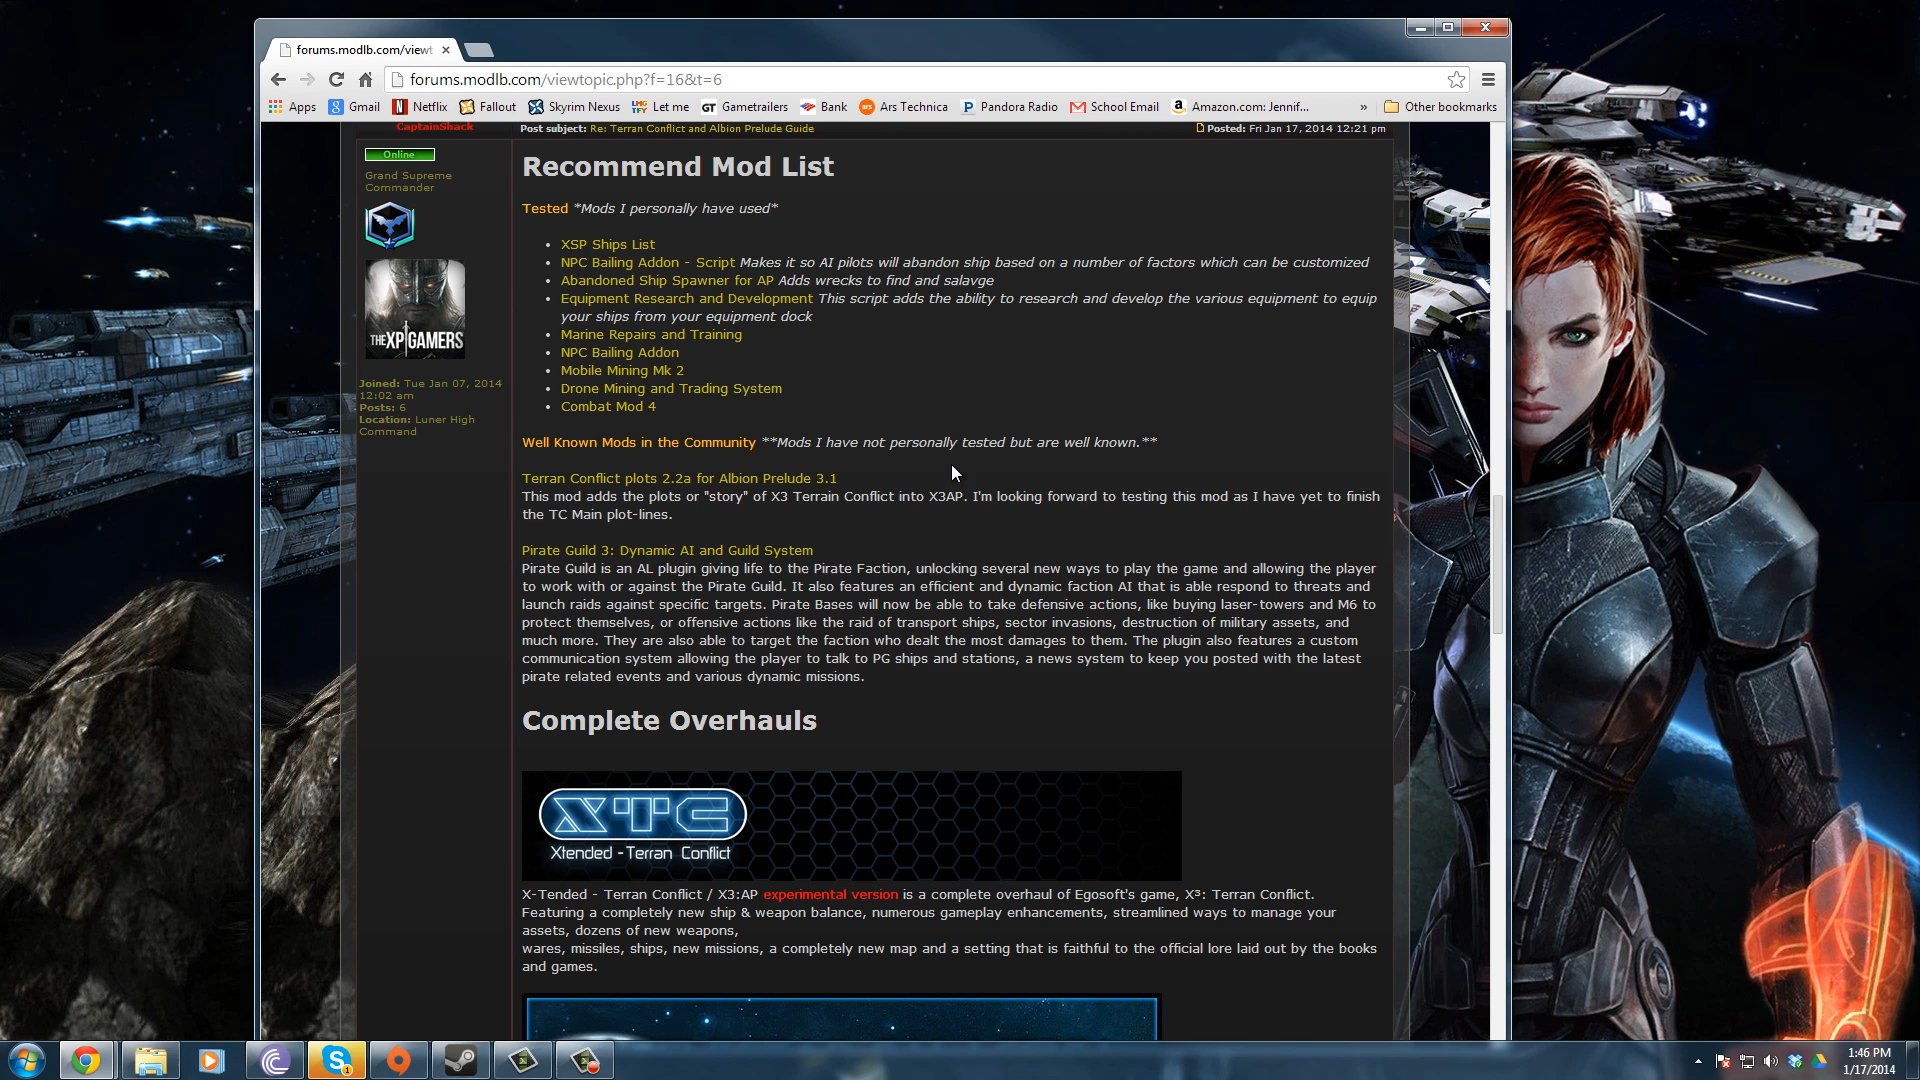 forums.modlb.com/viewt
forums.modlb.com/viewtopic.php?f=16&t=6
Apps
Gmail
Netflix
Fallout
Skyrim Nexus
LMG TFY
Let me
GT
Gametrailers
Bank
ars
Ars Technica
P
Pandora Radio
School Email
a
Amazon.com: Jennif...
»
Other bookmarks
CaptainShack
Post subject: Re: Terran Conflict and Albion Prelude Guide
Posted: Fri Jan 17, 2014 12:21 pm
Online
Grand Supreme
Commander
THE XP GAMERS
Joined: Tue Jan 07, 2014
12:02 am
Posts: 6
Location: Luner High
Command
Recommend Mod List
Tested *Mods I personally have used*
• XSP Ships List
• NPC Bailing Addon - Script Makes it so AI pilots will abandon ship based on a number of factors which can be customized
• Abandoned Ship Spawner for AP Adds wrecks to find and salavge
• Equipment Research and Development This script adds the ability to research and develop the various equipment to equip
your ships from your equipment dock
• Marine Repairs and Training
• NPC Bailing Addon
• Mobile Mining Mk 2
• Drone Mining and Trading System
• Combat Mod 4
Well Known Mods in the Community **Mods I have not personally tested but are well known.**
Terran Conflict plots 2.2a for Albion Prelude 3.1
This mod adds the plots or "story" of X3 Terrain Conflict into X3AP. I'm looking forward to testing this mod as I have yet to finish
the TC Main plot-lines.
Pirate Guild 3: Dynamic AI and Guild System
Pirate Guild is an AL plugin giving life to the Pirate Faction, unlocking several new ways to play the game and allowing the player
to work with or against the Pirate Guild. It also features an efficient and dynamic faction AI that is able respond to threats and
launch raids against specific targets. Pirate Bases will now be able to take defensive actions, like buying laser-towers and M6 to
protect themselves, or offensive actions like the raid of transport ships, sector invasions, destruction of military assets, and
much more. They are also able to target the faction who dealt the most damages to them. The plugin also features a custom
communication system allowing the player to talk to PG ships and stations, a news system to keep you posted with the latest
pirate related events and various dynamic missions.
Complete Overhauls
XTC
Xtended - Terran Conflict
X-Tended - Terran Conflict / X3:AP experimental version is a complete overhaul of Egosoft's game, X³: Terran Conflict.
Featuring a completely new ship & weapon balance, numerous gameplay enhancements, streamlined ways to manage your
assets, dozens of new weapons,
wares, missiles, ships, new missions, a completely new map and a setting that is faithful to the official lore laid out by the books
and games.
1:46 PM
1/17/2014